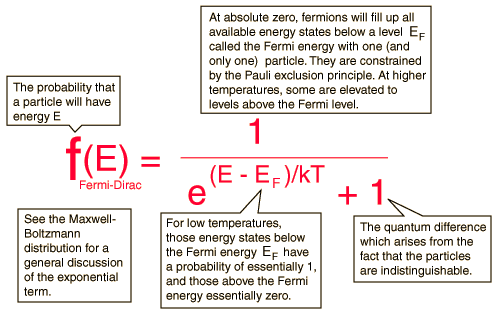 At absolute zero, fermions will fill up all
available energy states below a level EF
called the Fermi energy with one (and
only one) particle. They are constrained
by the Pauli exclusion principle. At higher
temperatures, some are elevated to
levels above the Fermi level.
The probability that
a particle will have
energy E
f(E) = 1
Fermi-Dirac
e(E - EF)/kT + 1
See the Maxwell-
Boltzmann
distribution for a
general discussion
of the exponential
term.
For low temperatures,
those energy states below
the Fermi energy EF have
a probability of essentially 1,
and those above the Fermi
energy essentially zero.
The quantum difference
which arises from the
fact that the particles
are indistinguishable.